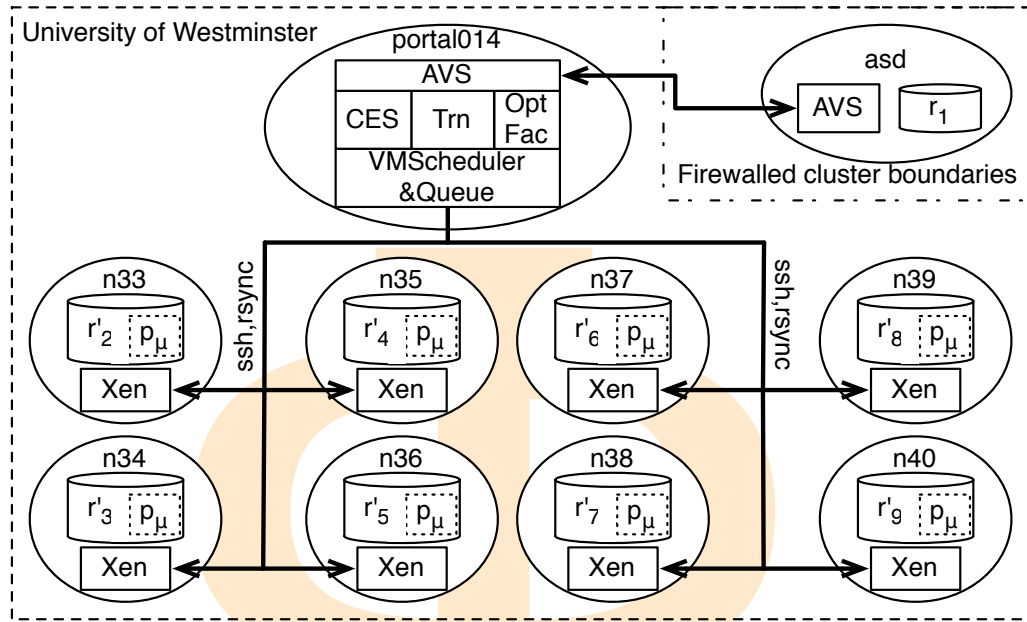 University of Westminster
portal014
AVS
CES
Trn
Opt
Fac
VMScheduler
&Queue
asd
AVS
r1
Firewalled cluster boundaries
ssh,rsync
ssh,rsync
n33
r'2
pμ
Xen
n35
r'4
pμ
Xen
n37
r'6
pμ
Xen
n39
r'8
pμ
Xen
n34
r'3
pμ
Xen
n36
r'5
pμ
Xen
n38
r'7
pμ
Xen
n40
r'9
pμ
Xen